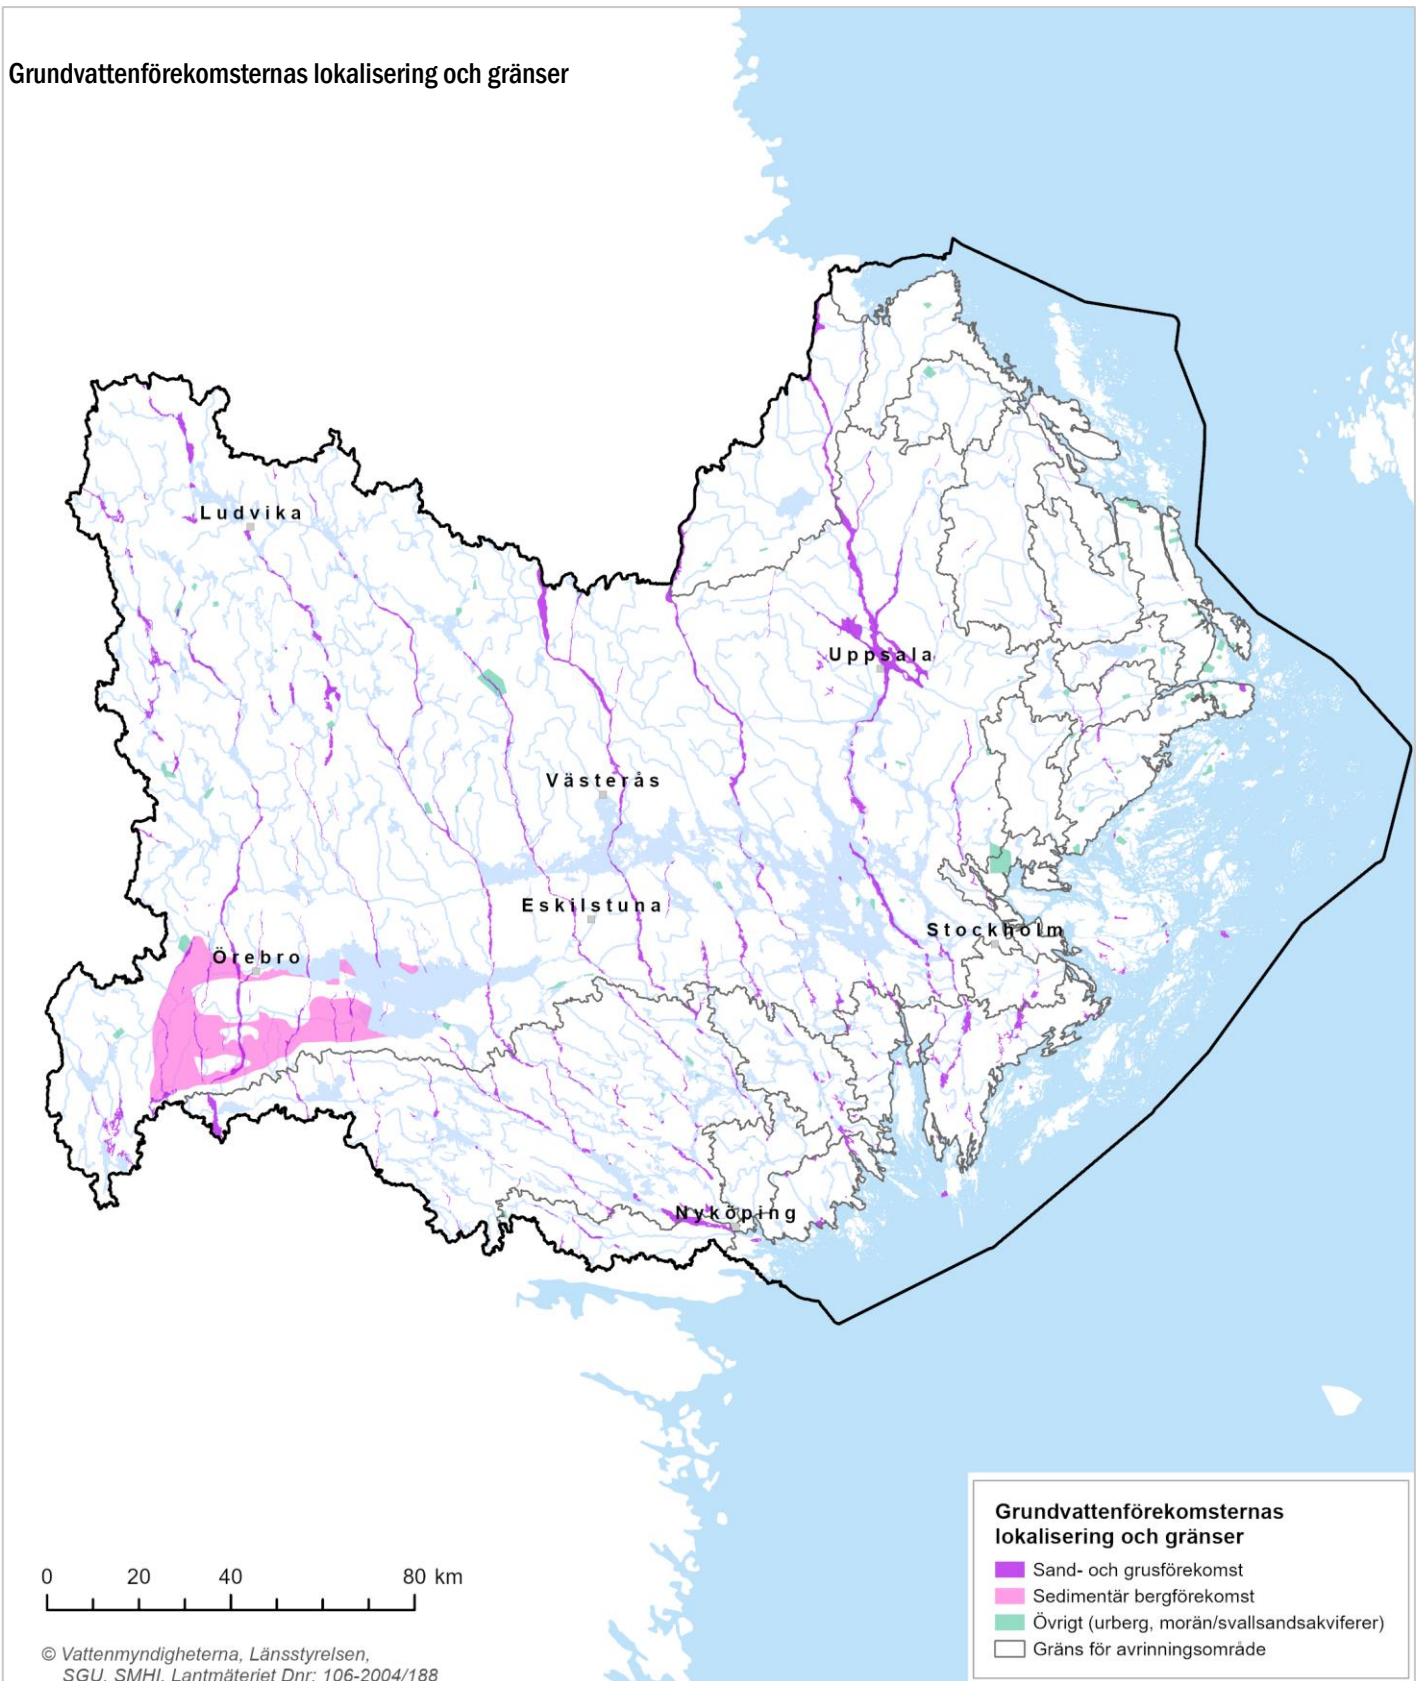 Grundvattenförekomsternas lokalisering och gränser
Ludvika
Uppsala
Västerås
Eskilstuna
Stockholm
Örebro
Nyköping
Grundvattenförekomsternas
lokalisering och gränser
Sand- och grusförekomst
Sedimentär bergförekomst
Övrigt (urberg, morän/svallsandsakviferer)
Gräns för avrinningsområde
0 20 40 80 km
© Vattenmyndigheterna, Länsstyrelsen,
SGU, SMHI, Lantmäteriet Dnr: 106-2004/188